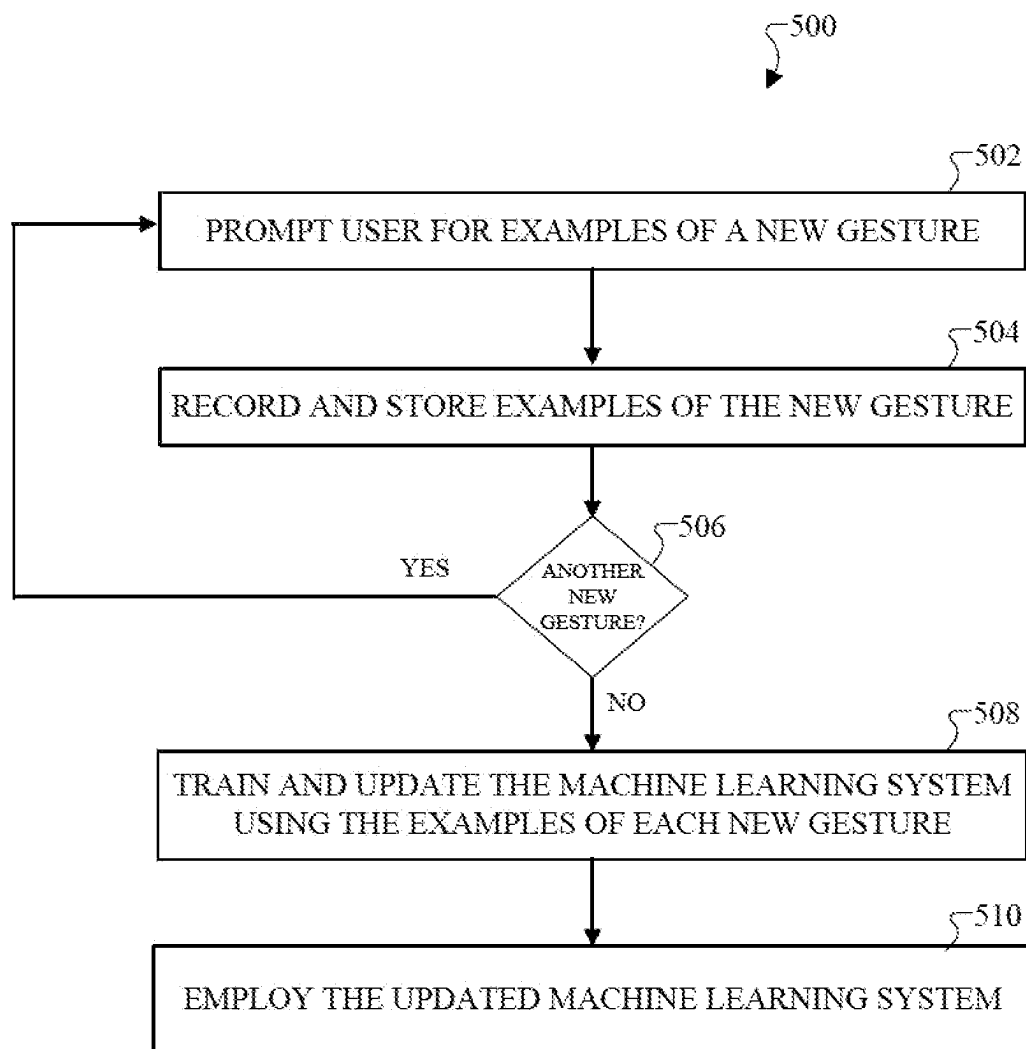 500
502
PROMPT USER FOR EXAMPLES OF A NEW GESTURE
504
RECORD AND STORE EXAMPLES OF THE NEW GESTURE
506
YES
ANOTHER
NEW
GESTURE?
NO
508
TRAIN AND UPDATE THE MACHINE LEARNING SYSTEM
USING THE EXAMPLES OF EACH NEW GESTURE
510
EMPLOY THE UPDATED MACHINE LEARNING SYSTEM